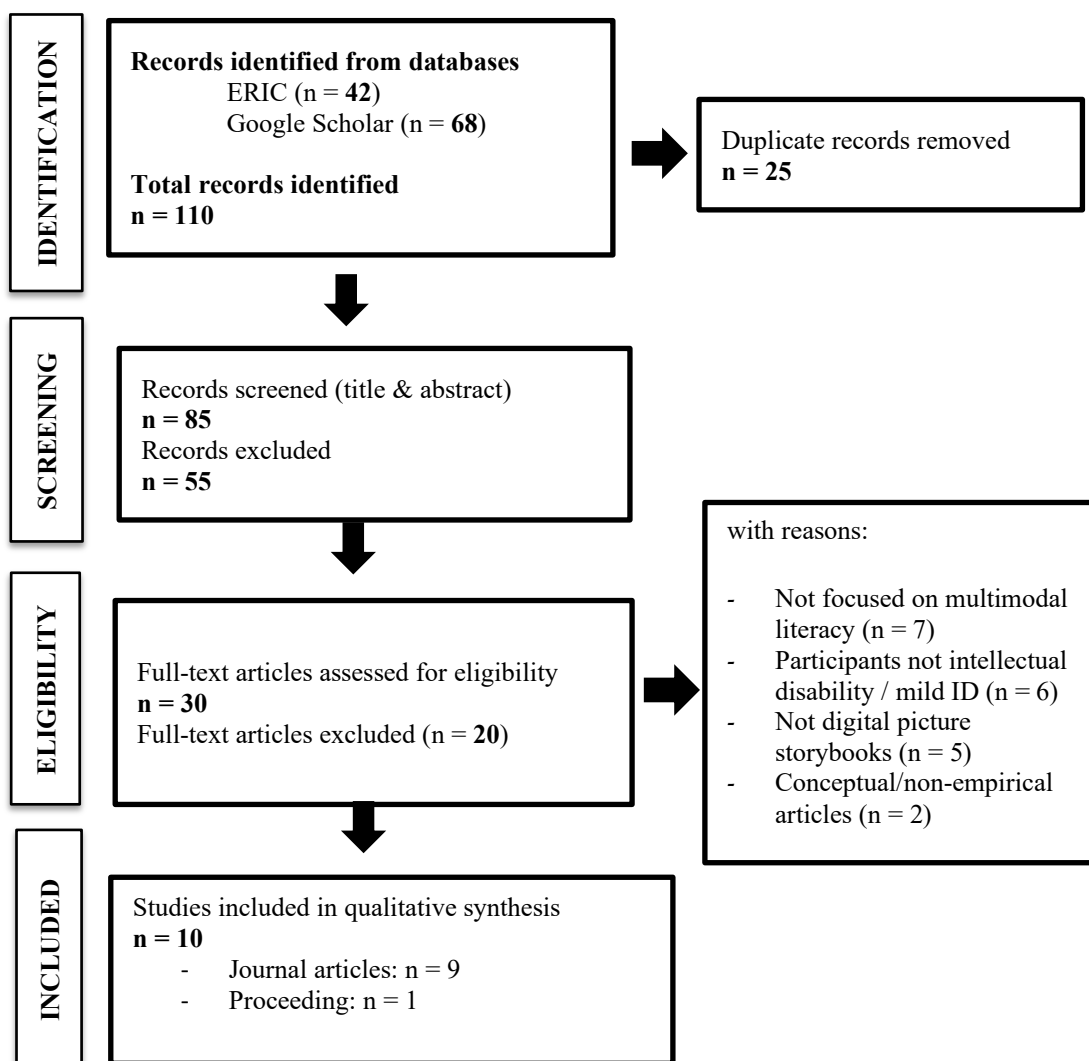 IDENTIFICATION
Records identified from databases
ERIC (n = 42)
Google Scholar (n = 68)
Total records identified
n = 110
Duplicate records removed
n = 25
SCREENING
Records screened (title & abstract)
n = 85
Records excluded
n = 55
ELIGIBILITY
Full-text articles assessed for eligibility
n = 30
Full-text articles excluded (n = 20)
with reasons:
- Not focused on multimodal
literacy (n = 7)
- Participants not intellectual
disability / mild ID (n = 6)
- Not digital picture
storybooks (n = 5)
- Conceptual/non-empirical
articles (n = 2)
INCLUDED
Studies included in qualitative synthesis
n = 10
- Journal articles: n = 9
- Proceeding: n = 1